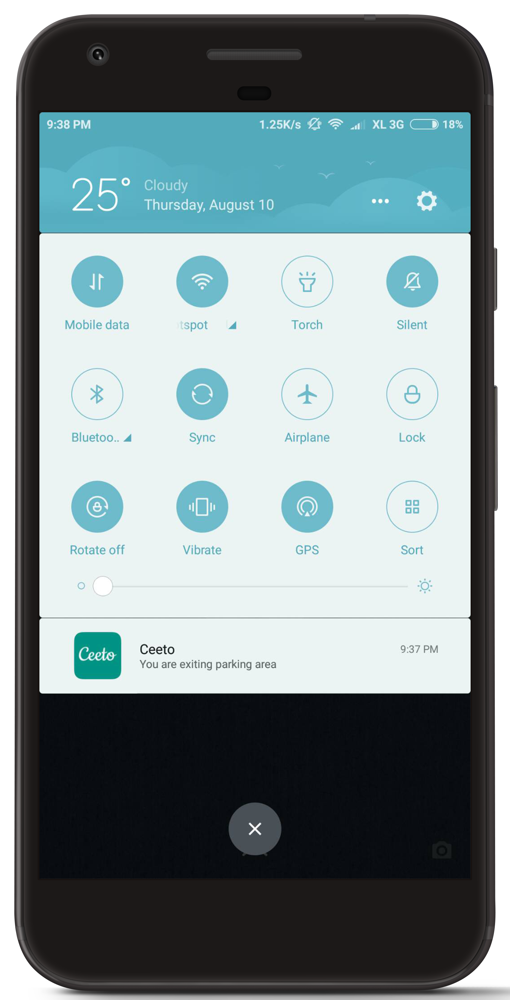 9:38 PM 1.25K/s XL 3G 18%
25° Cloudy
Thursday, August 10
Mobile data tspot Torch Silent
Bluetoo.. Sync Airplane Lock
Rotate off Vibrate GPS Sort
Ceeto Ceeto 9:37 PM
You are exiting parking area